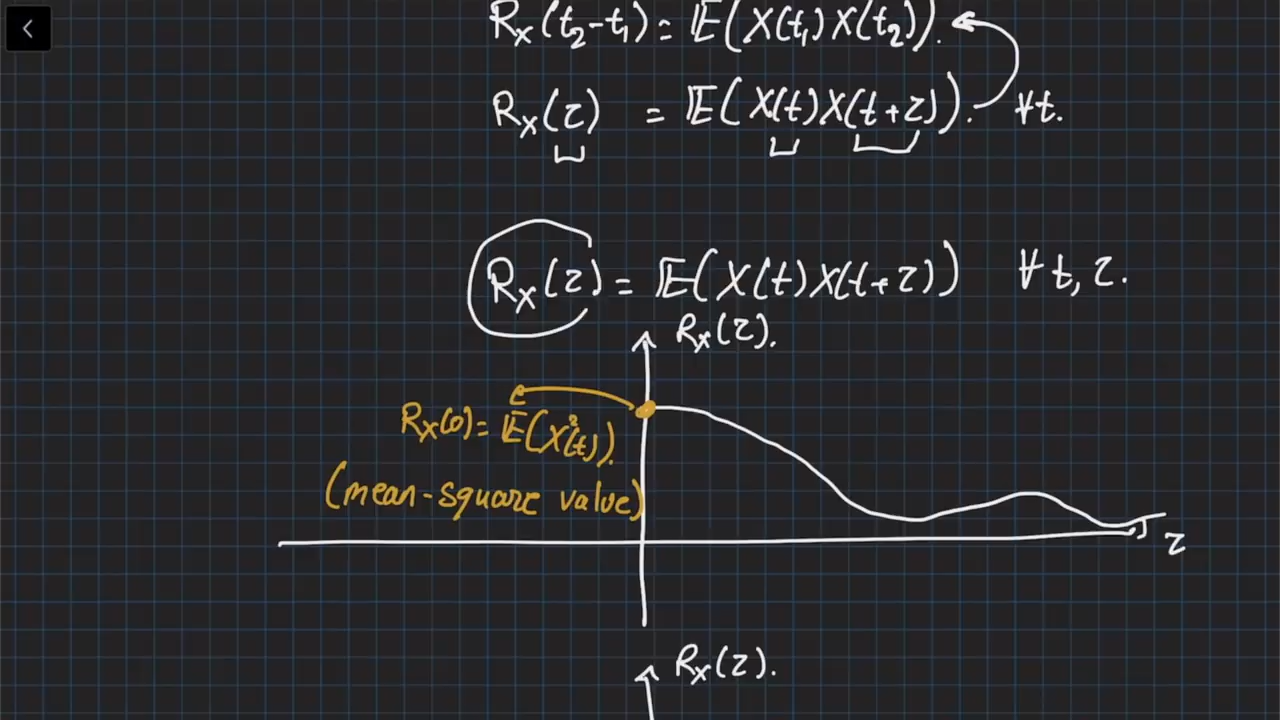 Rₓ(t₂-t₁) = 𝔼(X(t₁)X(t₂)).
Rₓ(τ) = 𝔼(X(t)X(t+τ)). ∀t.
Rₓ(τ) = 𝔼(X(t)X(t+τ)) ∀t,τ.
Rₓ(τ).
Rₓ(0) = 𝔼(X²(t)).
(mean-square value)
τ
Rₓ(τ).